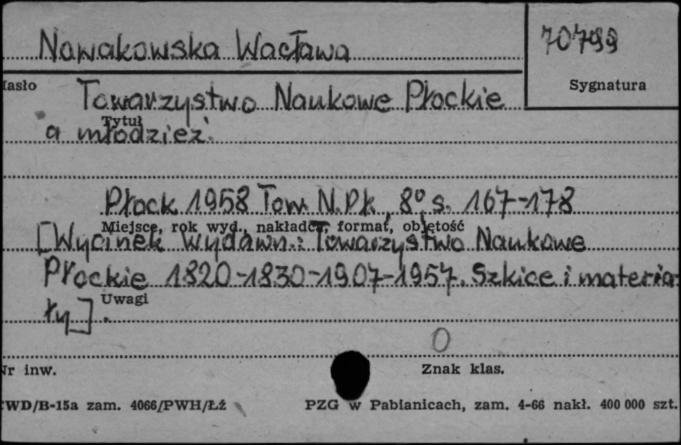 Nowakowska Wacława
70799
Hasło
Sygnatura
Towarzystwo Naukowe Płockie
Tytuł
a młodzież.
Płock 1958 Tow. N. Pł., 8° s. 167-178
Miejsce, rok wyd., nakładca, format, objętość
[Wycinek wydawn.: Towarzystwo Naukowe
Płockie 1820-1830-1907-1957. Szkice i materia-
Uwagi
ły].
0
Nr inw.
Znak klas.
CWD/B-15a zam. 4066/PWH/ŁŻ
PZG w Pabianicach, zam. 4-66 nakł. 400 000 szt.